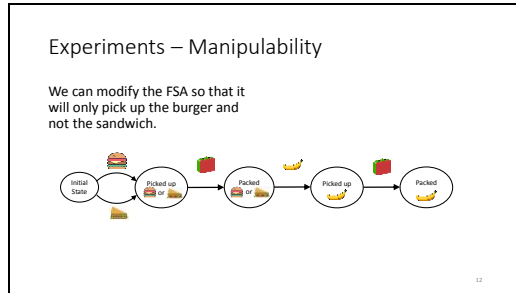 Experiments – Manipulability
We can modify the FSA so that it
will only pick up the burger and
not the sandwich.
Initial
State
Picked up
or
Packed
or
Picked up
Packed
12